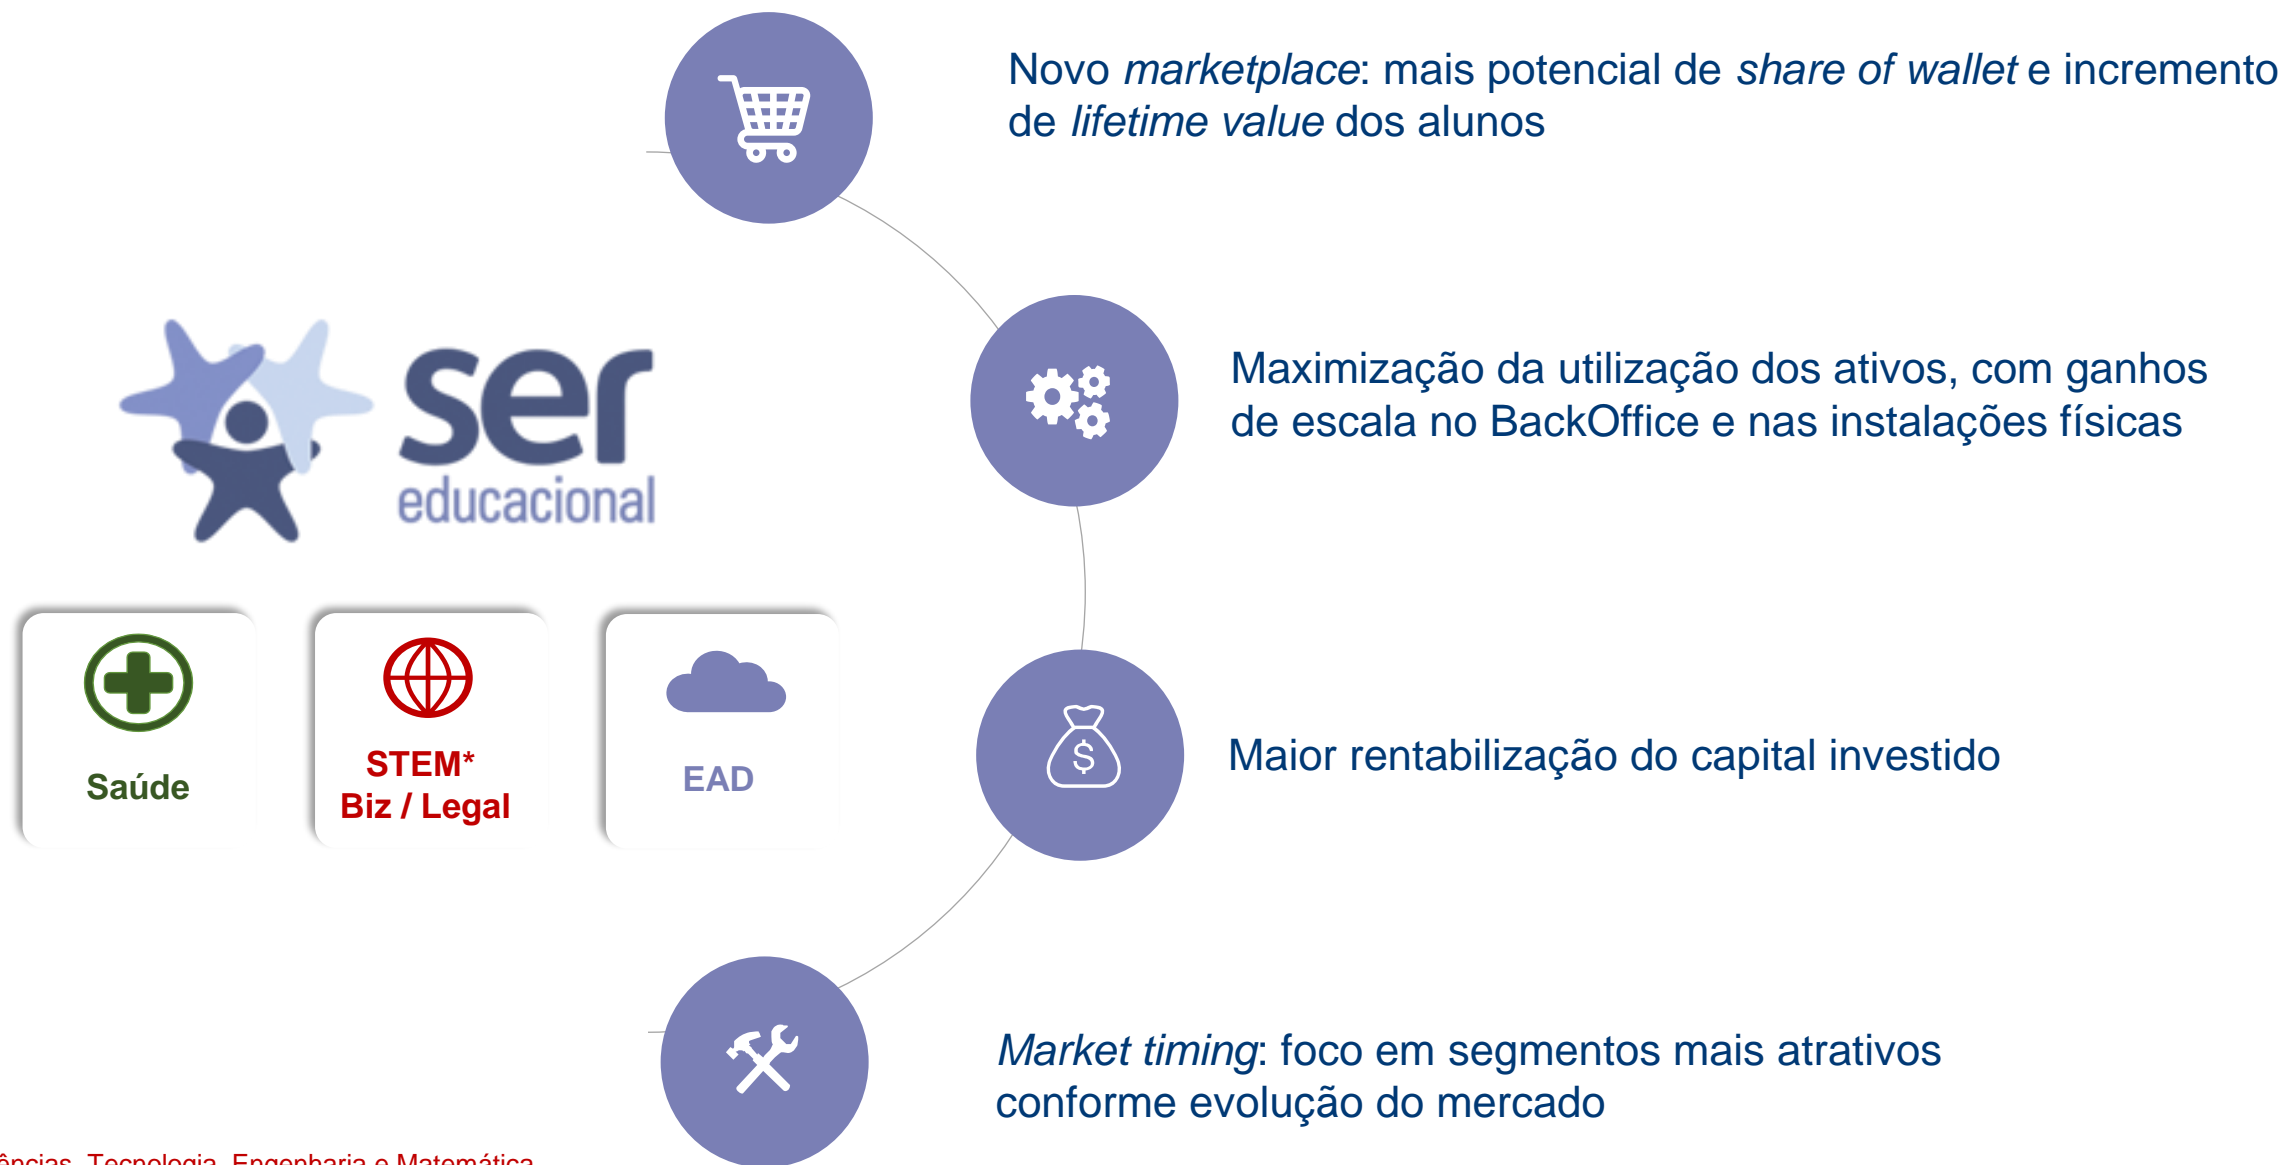 Novo marketplace: mais potencial de share of wallet e incremento
de lifetime value dos alunos
Maximização da utilização dos ativos, com ganhos
de escala no BackOffice e nas instalações físicas
ser
educacional
Saúde
STEM*
Biz / Legal
EAD
$
Maior rentabilização do capital investido
Market timing: foco em segmentos mais atrativos
conforme evolução do mercado
Tecnologia, Engenharia e Matemática